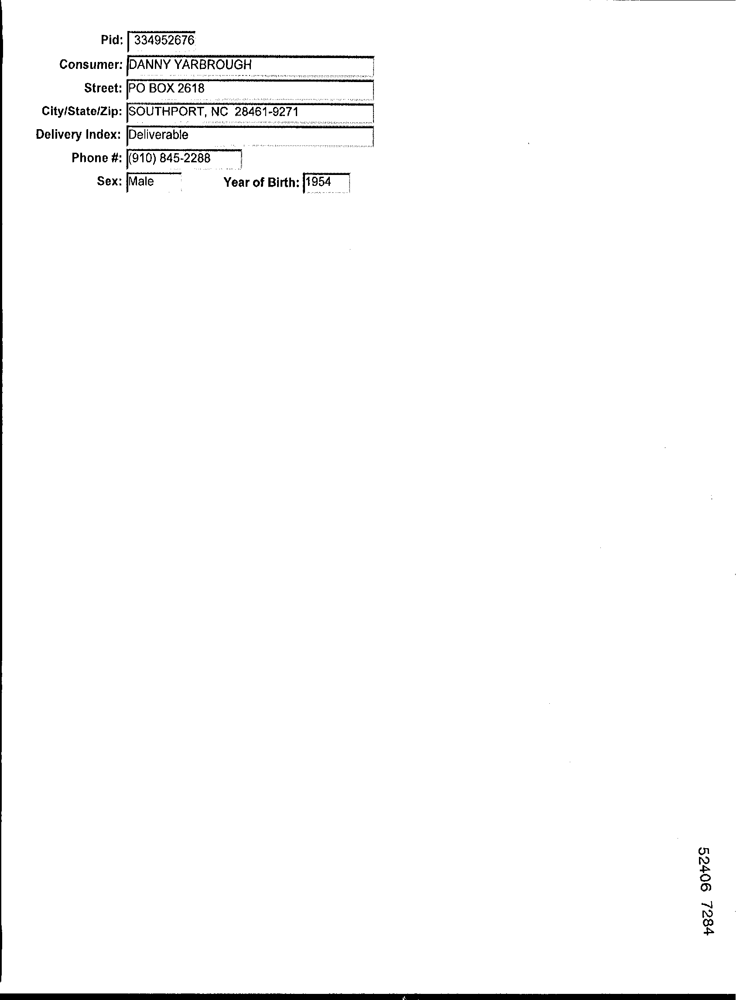 Pid: 334952676
Consumer: DANNY YARBROUGH
Street: PO BOX 2618
City/State/Zip: SOUTHPORT, NC 28461-9271
Delivery Index: Deliverable
Phone #: (910) 845-2288
Sex: Male Year of Birth: 1954
52406 7284